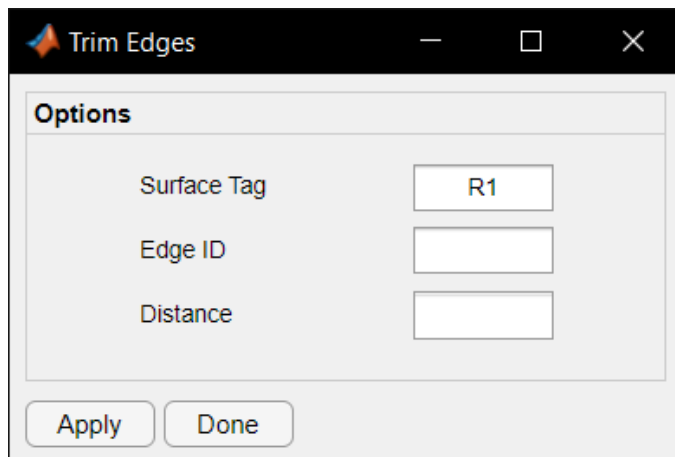 Trim Edges
Options
Surface Tag R1
Edge ID
Distance
Apply Done